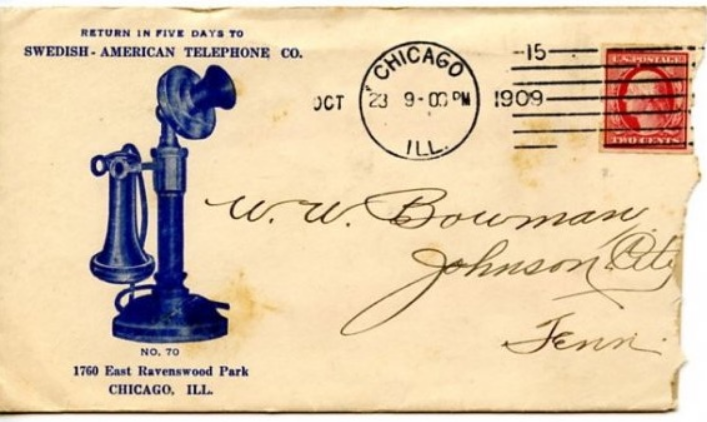 RETURN IN FIVE DAYS TO
SWEDISH-AMERICAN TELEPHONE CO.
NO. 70
1760 East Ravenswood Park
CHICAGO, ILL.
CHICAGO
OCT 23 9-00 PM 1909
ILL.
15
U.S. POSTAGE
TWO CENTS
W. W. Bowman
Johnson City
Tenn.